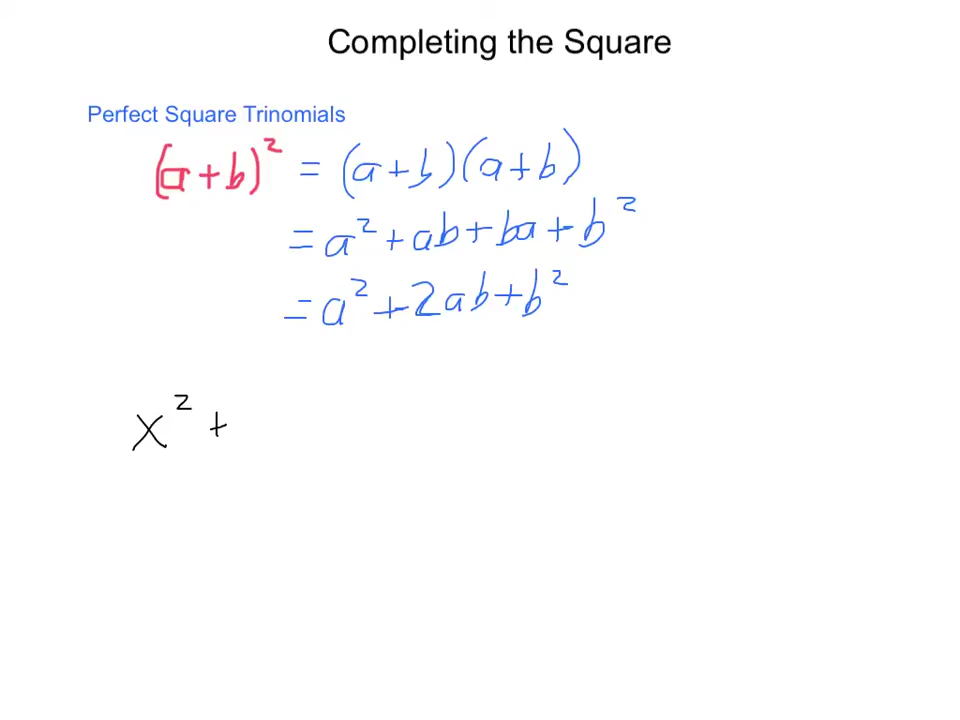 Completing the Square
Perfect Square Trinomials
(a+b)² = (a+b)(a+b)
= a² + ab + ba + b²
= a² + 2ab + b²
x² +